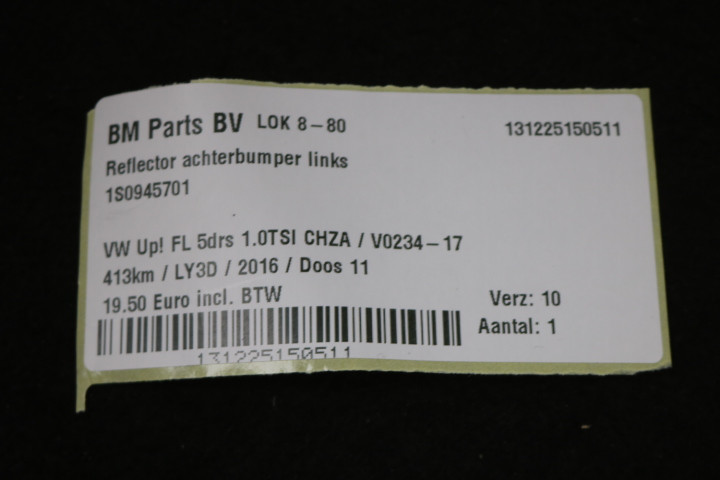 BM Parts BV LOK 8-80 131225150511
Reflector achterbumper links
1S0945701
VW Up! FL 5drs 1.0TSI CHZA / V0234-17
413km / LY3D / 2016 / Doos 11
19.50 Euro incl. BTW Verz: 10
Aantal: 1
131225150511